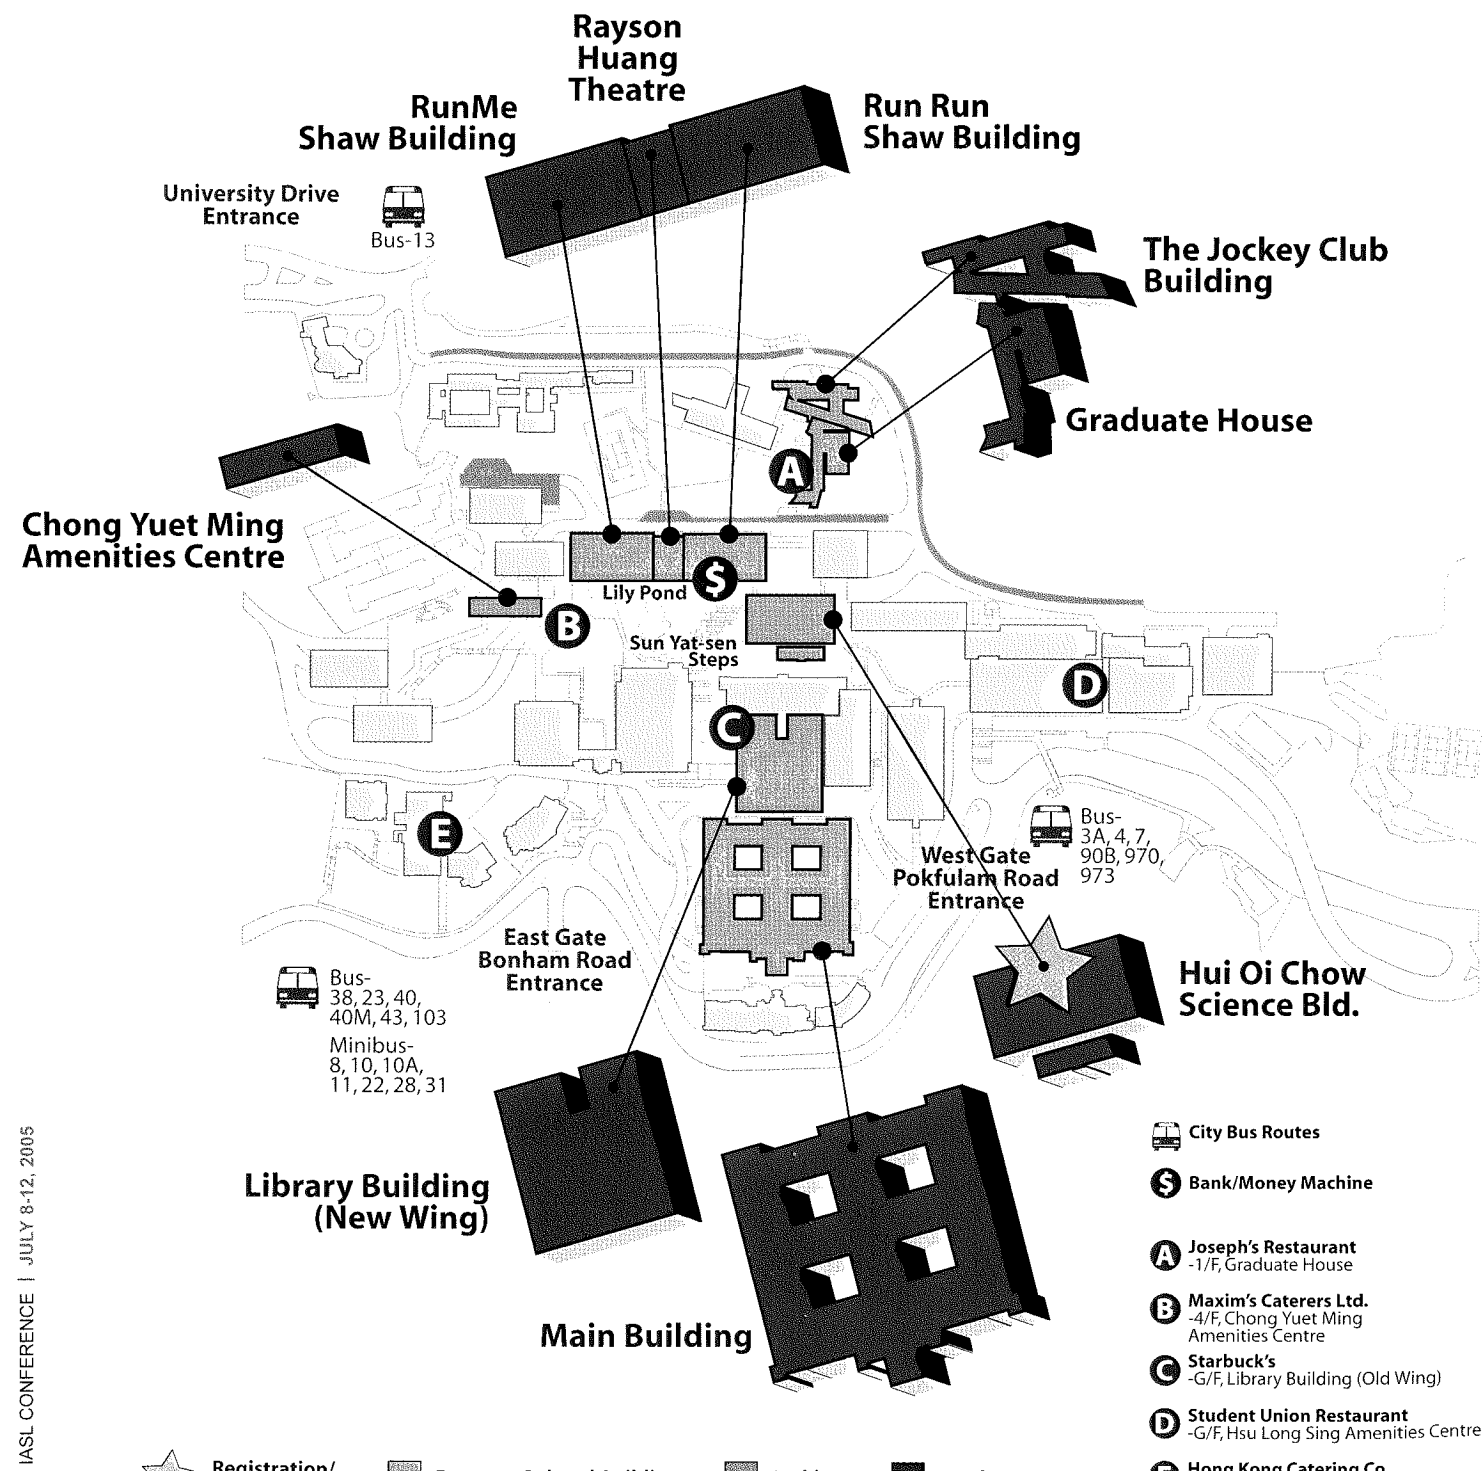 Rayson
Huang
Theatre
RunMe
Shaw Building
Run Run
Shaw Building
University Drive
Entrance
Bus-13
The Jockey Club
Building
Graduate House
A
Chong Yuet Ming
Amenities Centre
$
Lily Pond
B
Sun Yat-sen
Steps
D
C
E
Bus-
3A, 4, 7,
90B, 970,
973
West Gate
Pokfulam Road
Entrance
East Gate
Bonham Road
Entrance
Bus-
38, 23, 40,
40M, 43, 103
Minibus-
8, 10, 10A,
11, 22, 28, 31
Hui Oi Chow
Science Bld.
Library Building
(New Wing)
Main Building
City Bus Routes
$ Bank/Money Machine
A Joseph's Restaurant
-1/F, Graduate House
B Maxim's Caterers Ltd.
-4/F, Chong Yuet Ming
Amenities Centre
C Starbuck's
-G/F, Library Building (Old Wing)
D Student Union Restaurant
-G/F, Hsu Long Sing Amenities Centre
Hong Kong Catering Co
Registration/
IASL CONFERENCE | JULY 8-12, 2005